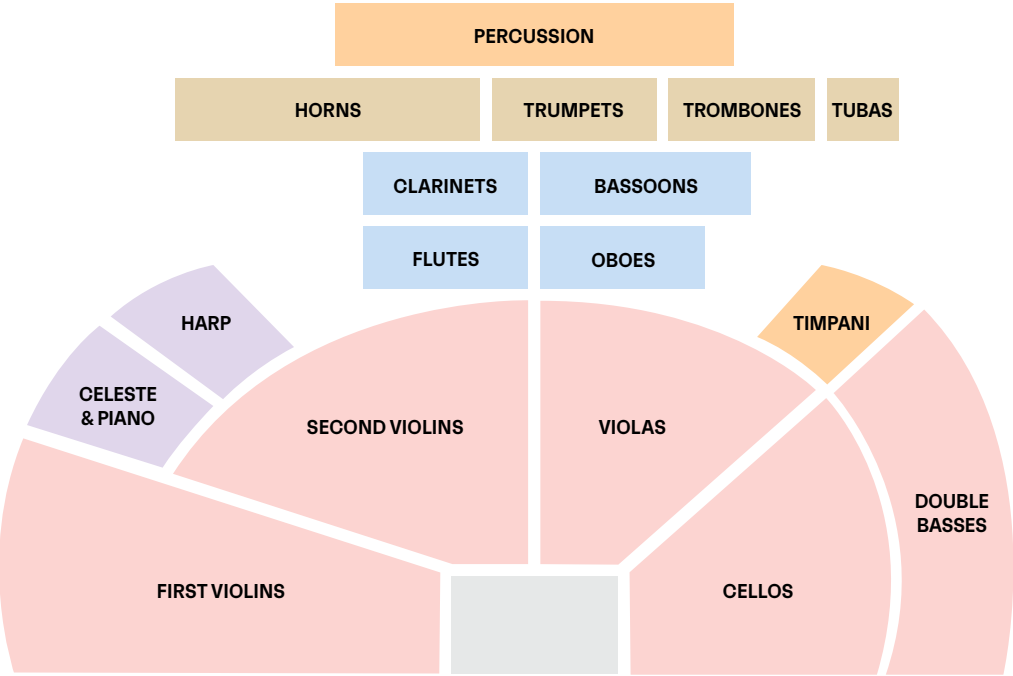 PERCUSSION
HORNS
TRUMPETS
TROMBONES
TUBAS
CLARINETS
BASSOONS
FLUTES
OBOES
HARP
TIMPANI
CELESTE
& PIANO
SECOND VIOLINS
VIOLAS
DOUBLE
BASSES
FIRST VIOLINS
CELLOS